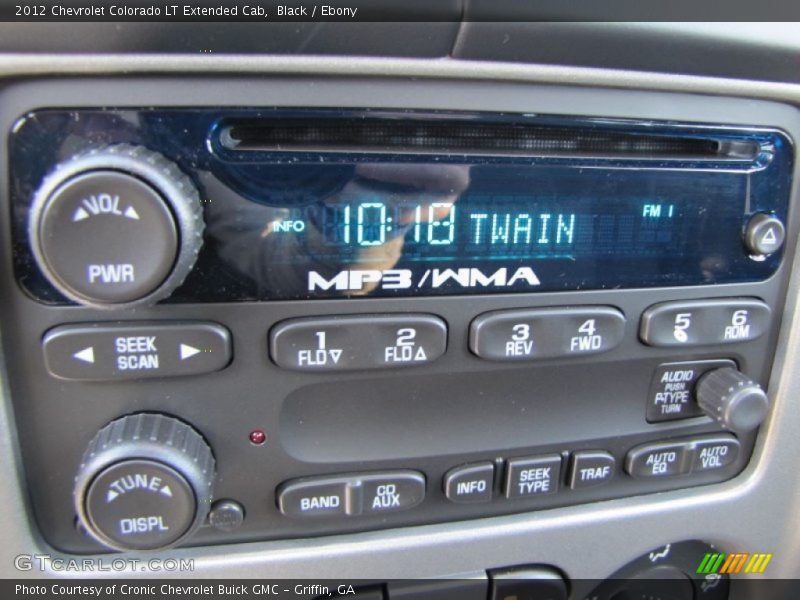 2012 Chevrolet Colorado LT Extended Cab, Black / Ebony
VOL
PWR
INFO 10:18 TWAIN FM 1
MP3/WMA
SEEK
SCAN
1 2 3 4 5 6
FLD FLD REV FWD RDM
AUDIO
PUSH
P-TYPE
TURN
TUNE
DISPL
BAND
CD
AUX
INFO
SEEK
TYPE
TRAF
AUTO
EQ
AUTO
VOL
GTCARLOT.COM
Photo Courtesy of Cronic Chevrolet Buick GMC – Griffin, GA